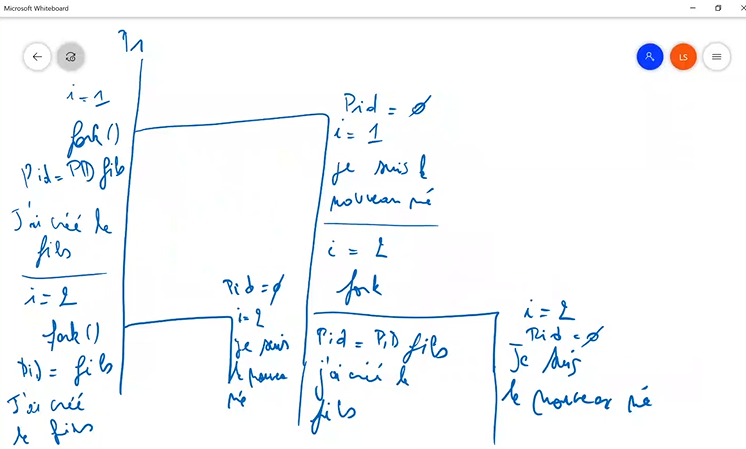 Microsoft Whiteboard
LS
i = 1
fork()
Pid = PID fils
J'ai créé le
fils
i = 2
fork()
Pid = fils
J'ai créé
le fils
Pid = ø
i = 1
je suis le
nouveau né
i = 2
fork
Pid = ø
i = 2
je suis
le nouveau
né
Pid = PID fils
j'ai créé le
fils
i = 2
Pid = ø
Je suis
le nouveau né